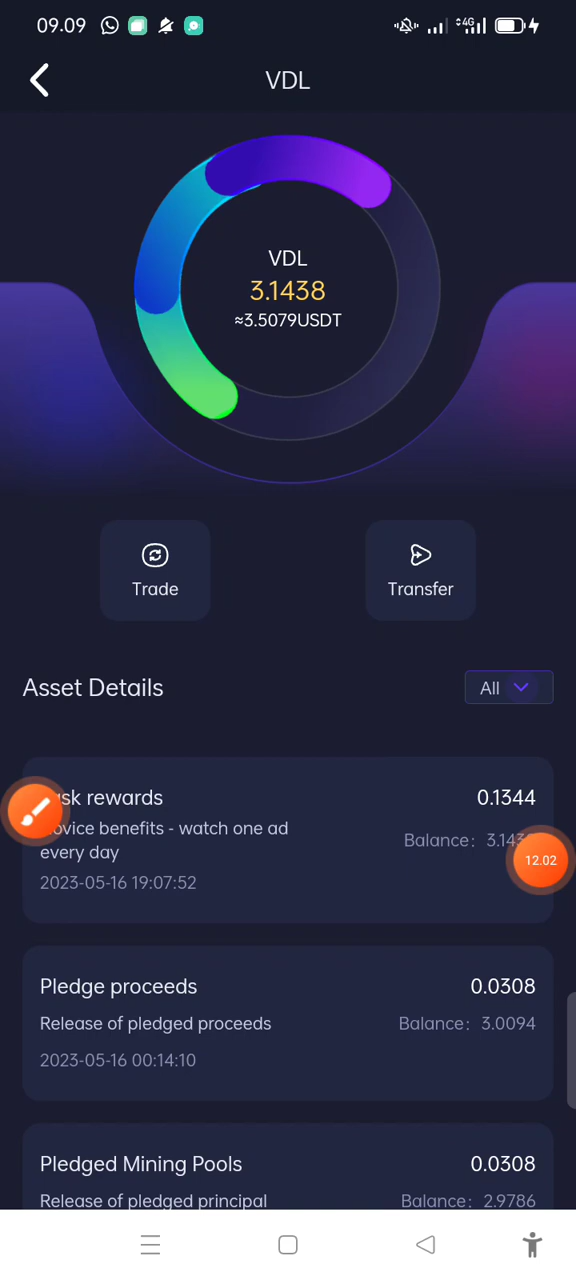 09.09
4G
VDL
VDL
3.1438
≈3.5079USDT
Trade
Transfer
Asset Details
All
sk rewards
0.1344
ovice benefits - watch one ad
every day
Balance: 3.143
12.02
2023-05-16 19:07:52
Pledge proceeds
0.0308
Release of pledged proceeds
Balance: 3.0094
2023-05-16 00:14:10
Pledged Mining Pools
0.0308
Release of pledged principal
Balance: 2.9786